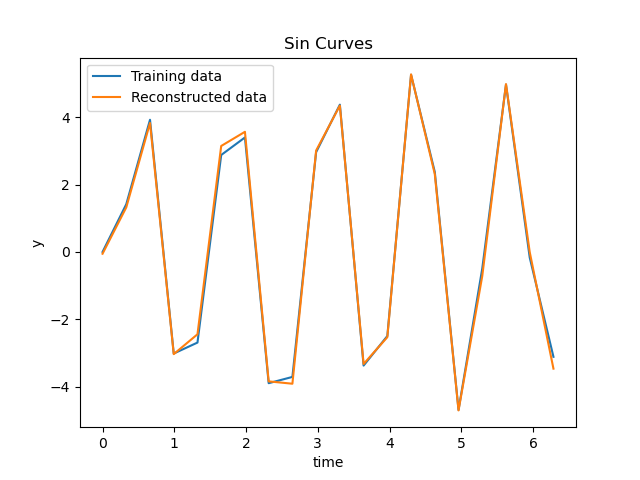 Sin Curves
Training data
Reconstructed data
4
2
0
−2
−4
y
0 1 2 3 4 5 6
time